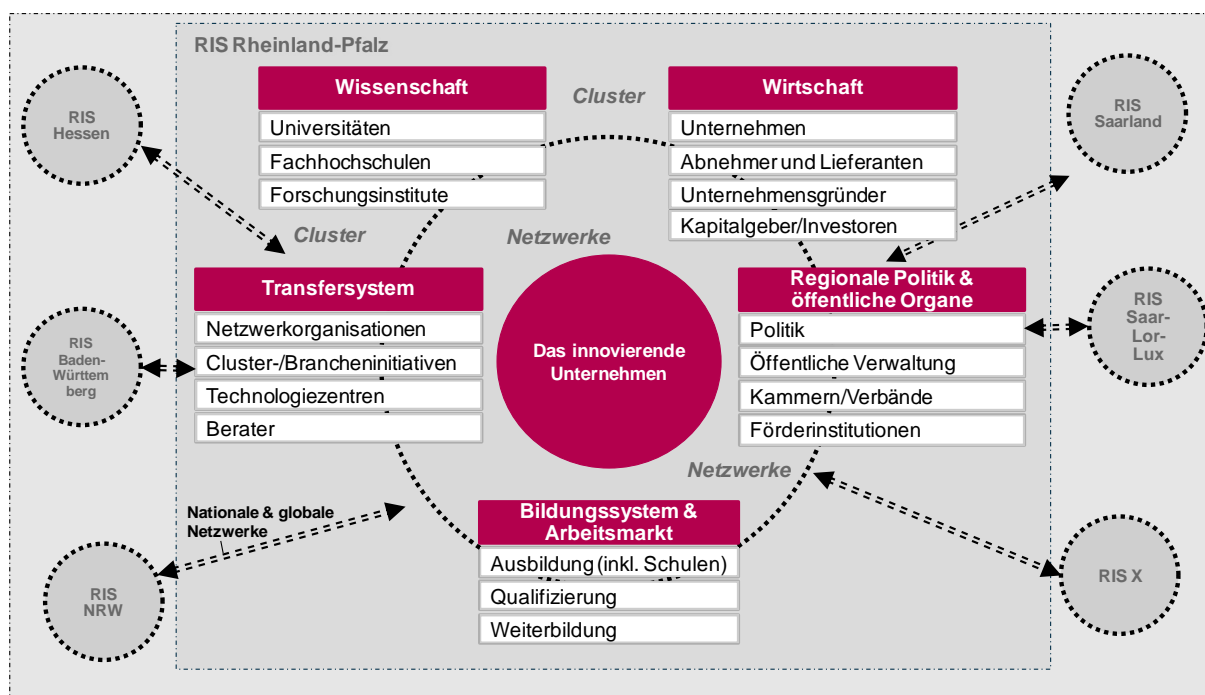 RIS Rheinland-Pfalz
Wissenschaft
Universitäten
Fachhochschulen
Forschungsinstitute
Cluster
Wirtschaft
Unternehmen
Abnehmer und Lieferanten
Unternehmensgründer
Kapitalgeber/Investoren
RIS
Hessen
RIS
Saarland
Cluster
Netzwerke
Transfersystem
Netzwerkorganisationen
Cluster-/Brancheninitiativen
Technologiezentren
Berater
Das innovierende
Unternehmen
Regionale Politik &
öffentliche Organe
Politik
Öffentliche Verwaltung
Kammern/Verbände
Förderinstitutionen
RIS
Baden-
Württem
berg
RIS
Saar-
Lor-
Lux
Netzwerke
Nationale & globale
Netzwerke
Bildungssystem &
Arbeitsmarkt
Ausbildung (inkl. Schulen)
Qualifizierung
Weiterbildung
RIS
NRW
RIS X